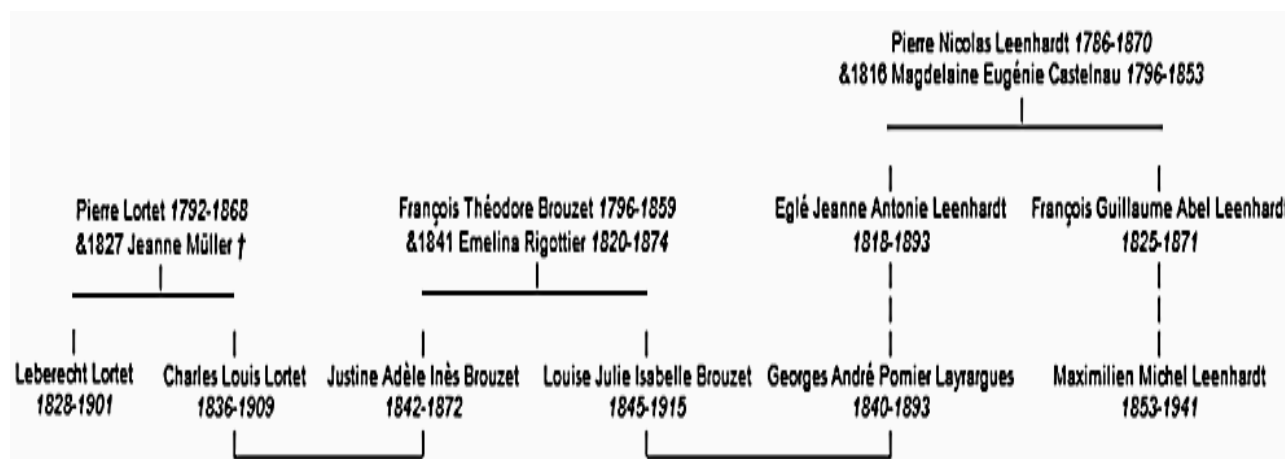 Pierre Nicolas Leenhardt 1786-1870
&1816 Magdelaine Eugénie Castelnau 1796-1853
Pierre Lortet 1792-1868
&1827 Jeanne Müller †
François Théodore Brouzet 1796-1859
&1841 Emelina Rigottier 1820-1874
Eglé Jeanne Antonie Leenhardt
1818-1893
François Guillaume Abel Leenhardt
1825-1871
Leberecht Lortet
1828-1901
Charles Louis Lortet
1836-1909
Justine Adèle Inès Brouzet
1842-1872
Louise Julie Isabelle Brouzet
1845-1915
Georges André Pomier Layrargues
1840-1893
Maximilien Michel Leenhardt
1853-1941